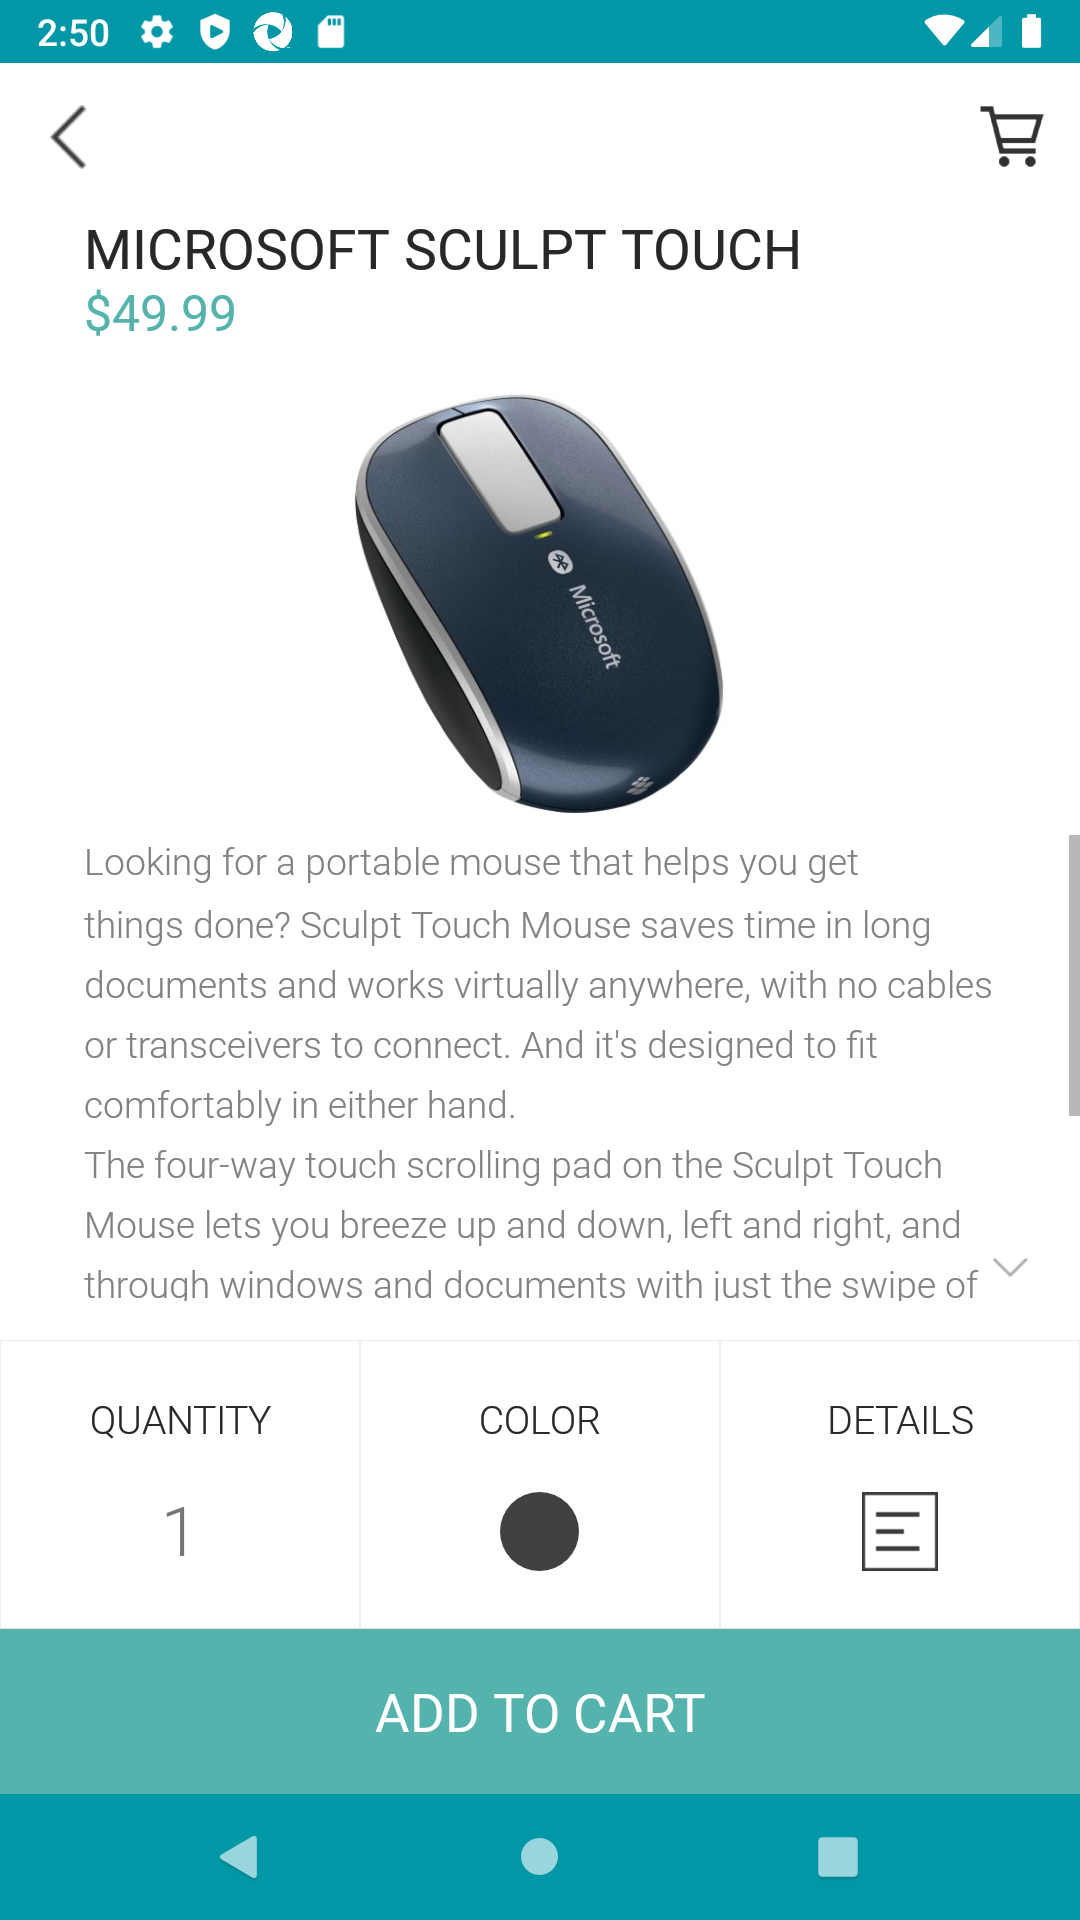 2:50
MICROSOFT SCULPT TOUCH
$49.99
Microsoft
Looking for a portable mouse that helps you get
things done? Sculpt Touch Mouse saves time in long
documents and works virtually anywhere, with no cables
or transceivers to connect. And it's designed to fit
comfortably in either hand.
The four-way touch scrolling pad on the Sculpt Touch
Mouse lets you breeze up and down, left and right, and
through windows and documents with just the swipe of
QUANTITY
COLOR
DETAILS
1
ADD TO CART